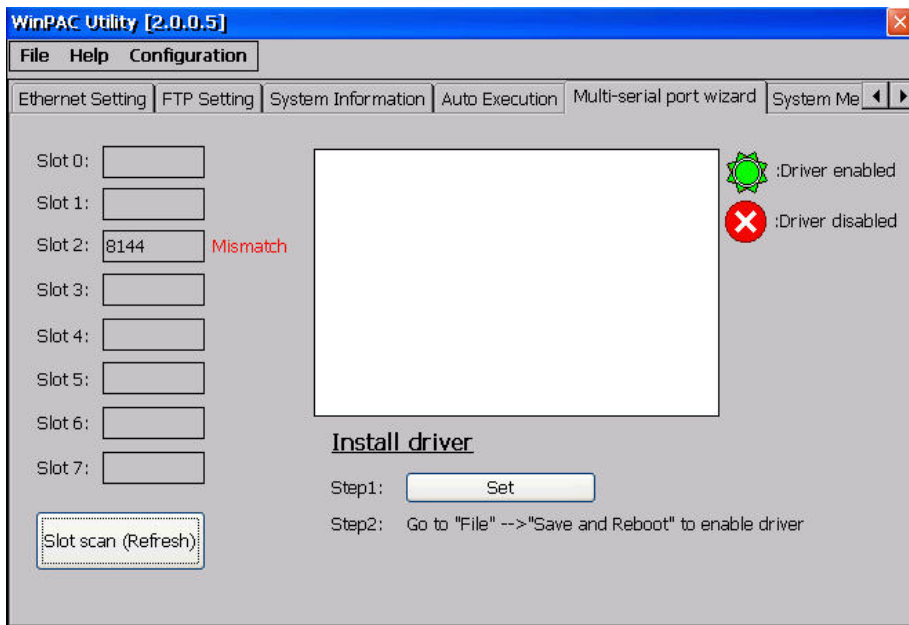 WinPAC Utility [2.0.0.5]
File Help Configuration
Ethernet Setting FTP Setting System Information Auto Execution Multi-serial port wizard System Me
Slot 0:
Slot 1:
Slot 2: 8144 Mismatch
Slot 3:
Slot 4:
Slot 5:
Slot 6:
Slot 7:
Slot scan (Refresh)
:Driver enabled
:Driver disabled
Install driver
Step1: Set
Step2: Go to "File" -->"Save and Reboot" to enable driver